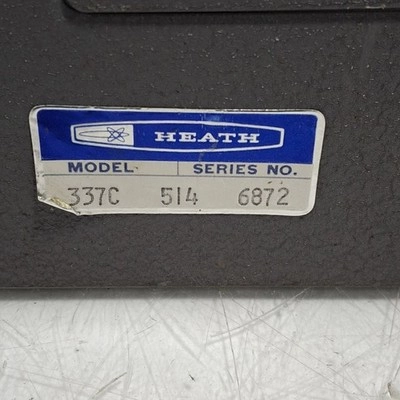 HEATH
MODEL SERIES NO.
337C 514 6872